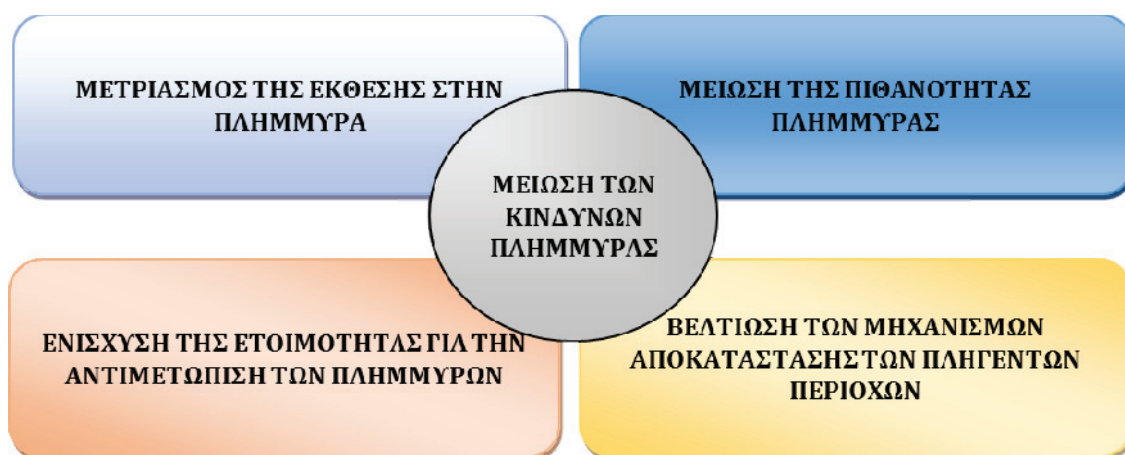 ΜΕΤΡΙΑΣΜΟΣ ΤΗΣ ΕΚΘΕΣΗΣ ΣΤΗΝ
ΠΛΗΜΜΥΡΑ
ΜΕΙΩΣΗ ΤΗΣ ΠΙΘΑΝΟΤΗΤΑΣ
ΠΛΗΜΜΥΡΑΣ
ΜΕΙΩΣΗ ΤΩΝ
ΚΙΝΔΥΝΩΝ
ΠΛΗΜΜΥΡΑΣ
ΕΝΙΣΧΥΣΗ ΤΗΣ ΕΤΟΙΜΟΤΗΤΑΣ ΓΙΑ ΤΗΝ
ΑΝΤΙΜΕΤΩΠΙΣΗ ΤΩΝ ΠΛΗΜΜΥΡΩΝ
ΒΕΛΤΙΩΣΗ ΤΩΝ ΜΗΧΑΝΙΣΜΩΝ
ΑΠΟΚΑΤΑΣΤΑΣΗΣ ΤΩΝ ΠΛΗΓΕΝΤΩΝ
ΠΕΡΙΟΧΩΝ